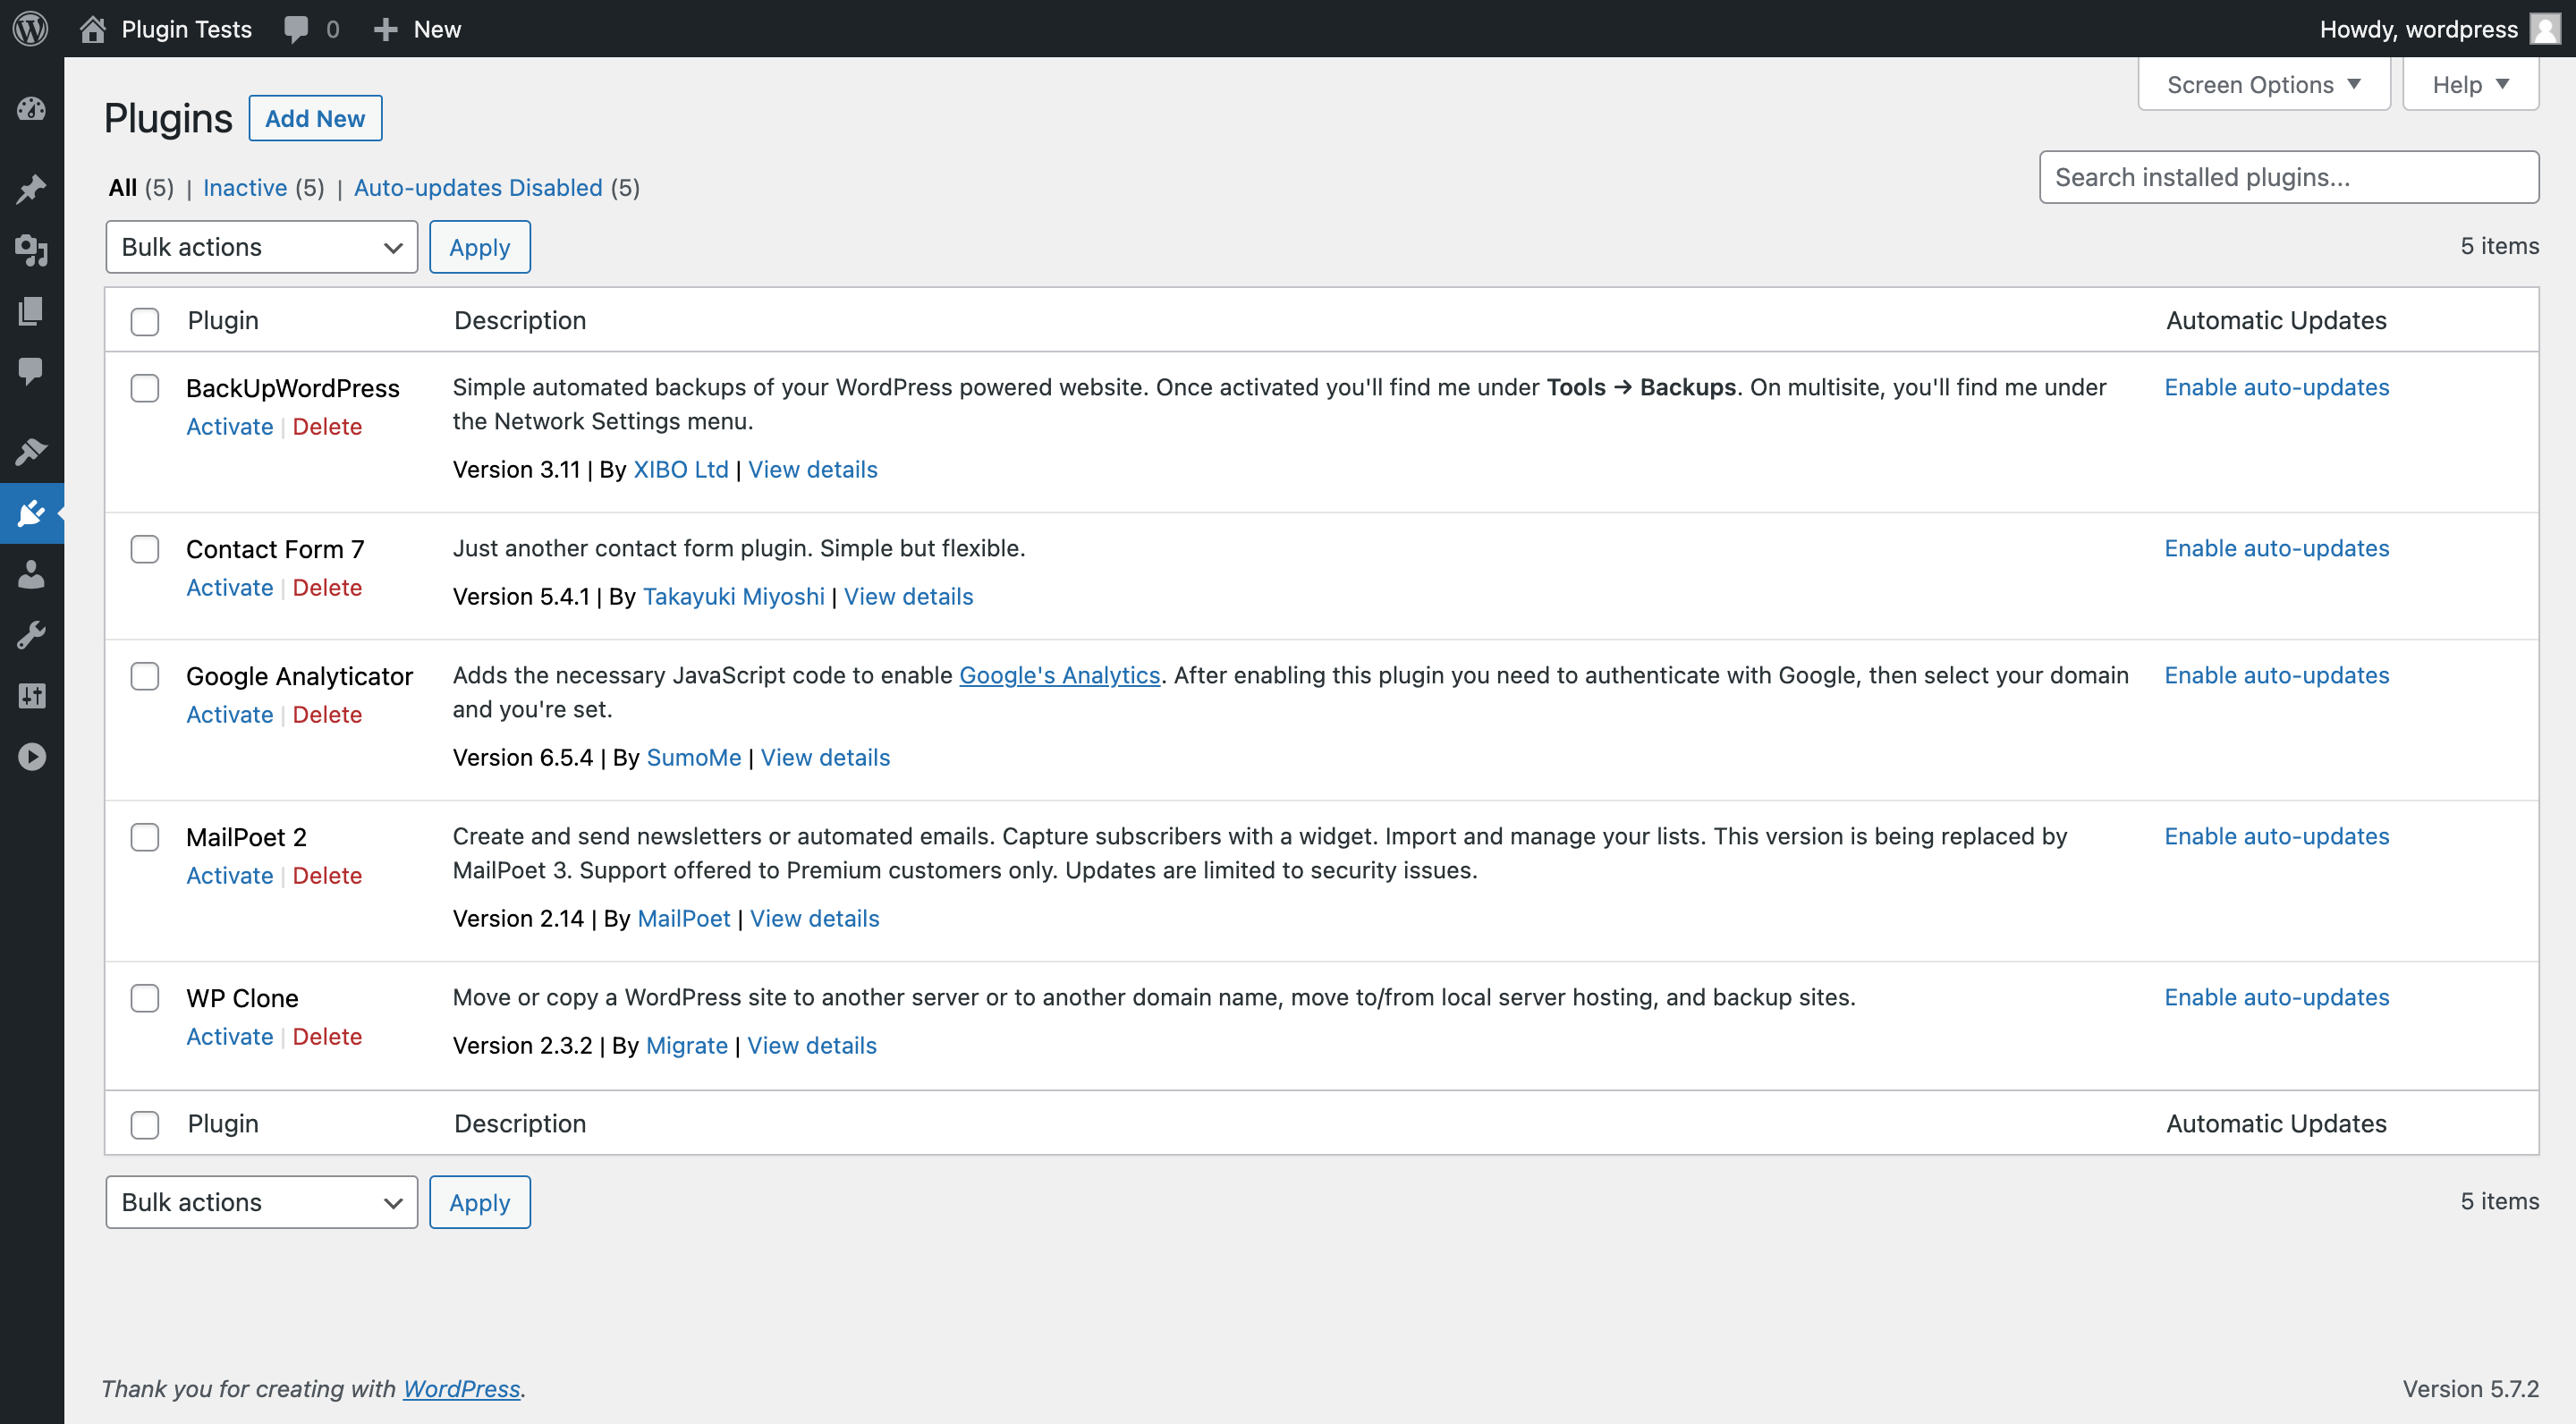 Plugin Tests 0 New Howdy, wordpress
Screen Options Help
Plugins Add New
Search installed plugins...
All (5) | Inactive (5) | Auto-updates Disabled (5)
Bulk actions Apply 5 items
Plugin Description Automatic Updates
BackUpWordPress Simple automated backups of your WordPress powered website. Once activated you'll find me under Tools → Backups. On multisite, you'll find me under Enable auto-updates
Activate | Delete the Network Settings menu.
Version 3.11 | By XIBO Ltd | View details
Contact Form 7 Just another contact form plugin. Simple but flexible. Enable auto-updates
Activate | Delete Version 5.4.1 | By Takayuki Miyoshi | View details
Google Analyticator Adds the necessary JavaScript code to enable Google's Analytics. After enabling this plugin you need to authenticate with Google, then select your domain Enable auto-updates
Activate | Delete and you're set.
Version 6.5.4 | By SumoMe | View details
MailPoet 2 Create and send newsletters or automated emails. Capture subscribers with a widget. Import and manage your lists. This version is being replaced by Enable auto-updates
Activate | Delete MailPoet 3. Support offered to Premium customers only. Updates are limited to security issues.
Version 2.14 | By MailPoet | View details
WP Clone Move or copy a WordPress site to another server or to another domain name, move to/from local server hosting, and backup sites. Enable auto-updates
Activate | Delete Version 2.3.2 | By Migrate | View details
Plugin Description Automatic Updates
Bulk actions Apply 5 items
Thank you for creating with WordPress. Version 5.7.2